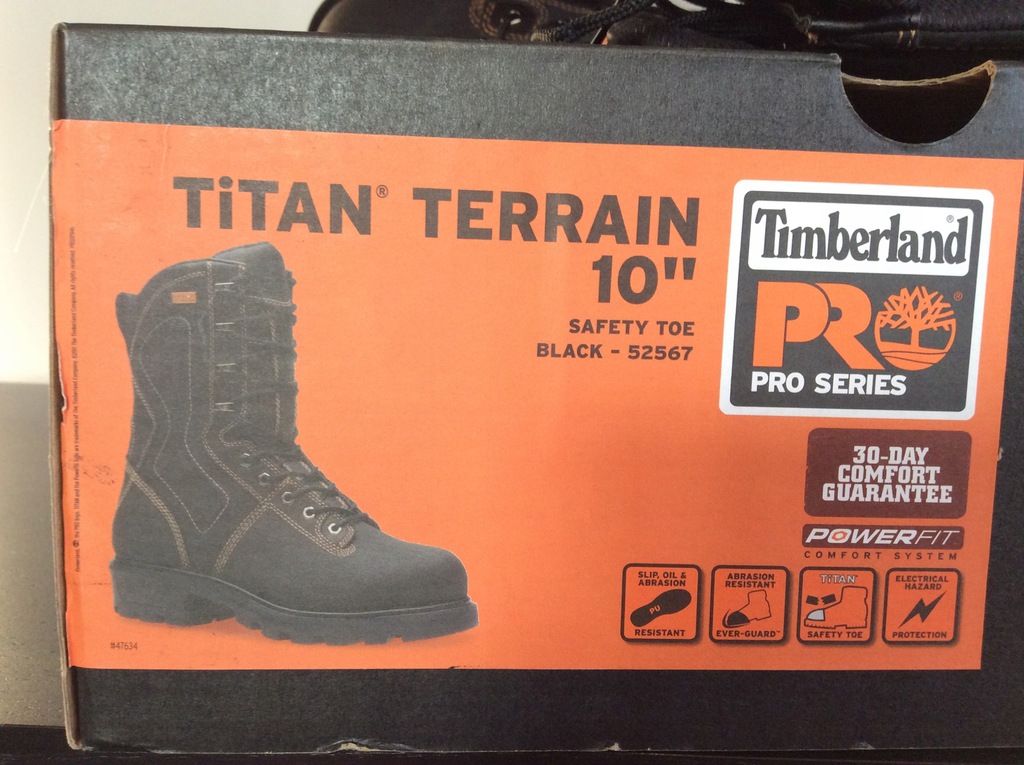 TiTAN® TERRAIN
10"
SAFETY TOE
BLACK - 52567
Timberland®
PRO®
PRO SERIES
30-DAY
COMFORT
GUARANTEE
POWERFIT™
COMFORT SYSTEM
SLIP, OIL &
ABRASION
PU
RESISTANT
ABRASION
RESISTANT
EVER-GUARD™
TiTAN®
SAFETY TOE
ELECTRICAL
HAZARD
PROTECTION
#47634